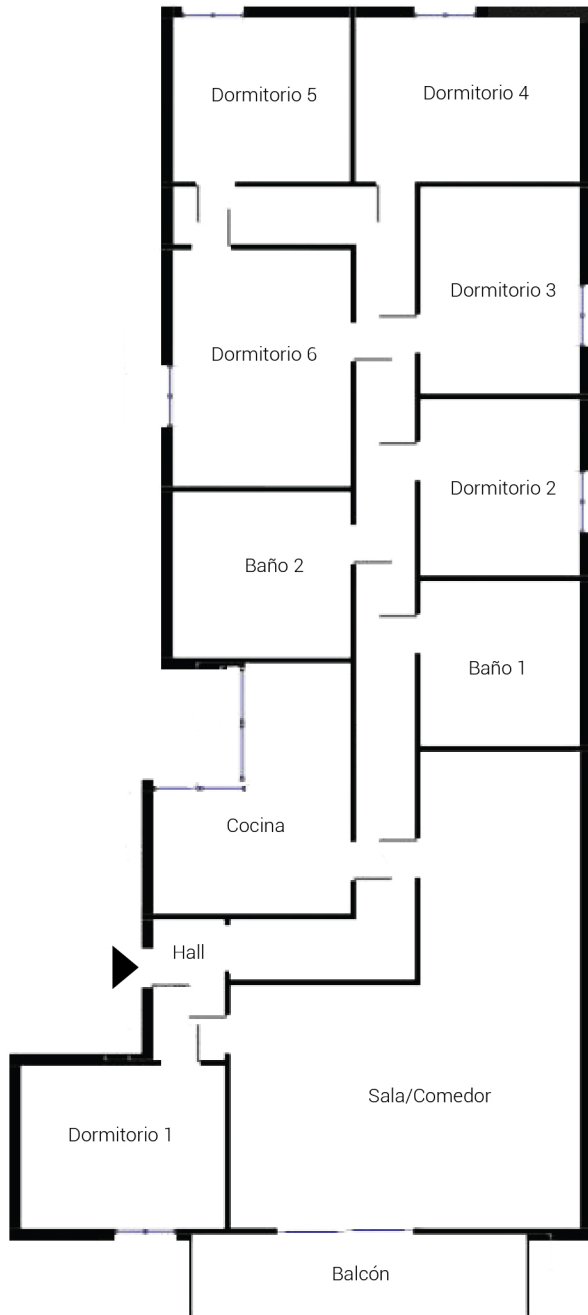 Dormitorio 5
Dormitorio 4
Dormitorio 3
Dormitorio 6
Dormitorio 2
Baño 2
Baño 1
Cocina
Hall
Sala/Comedor
Dormitorio 1
Balcón